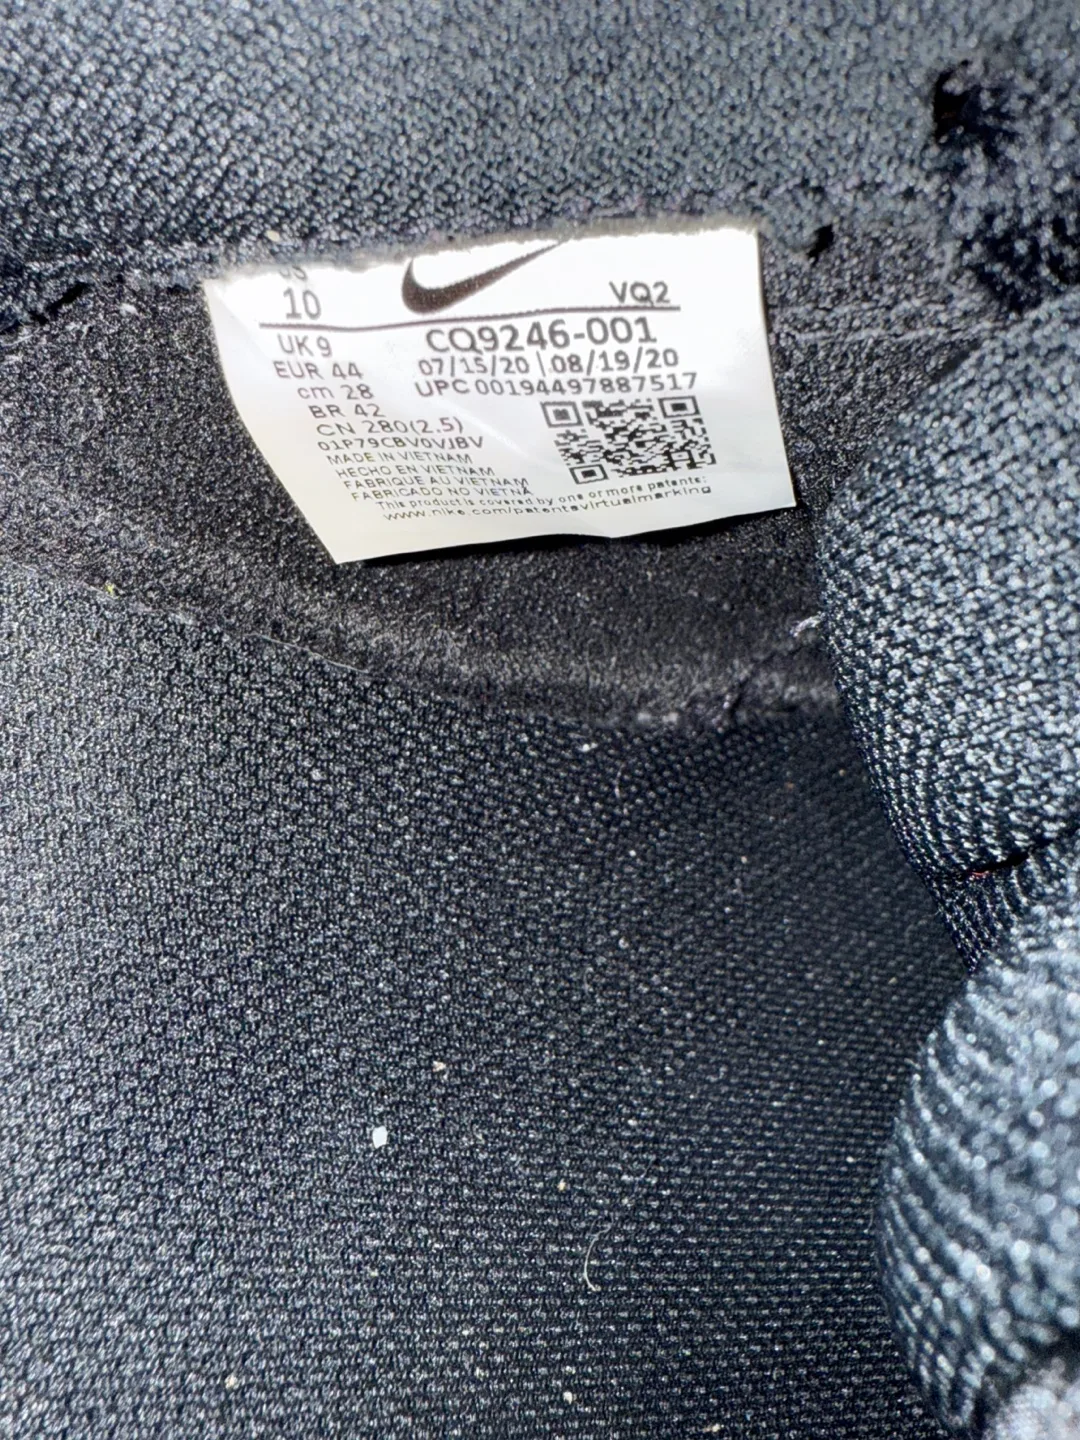 US
10
VQ2
UK 9
EUR 44
cm 28
BR 42
CN 280(2.5)
CQ9246-001
07/15/20 | 08/19/20
UPC 00194497887517
01P79CBV0VJBV
MADE IN VIETNAM
HECHO EN VIETNAM
FABRIQUE AU VIETNAM
FABRICADO NO VIETNA
This product is covered by one or more patents:
www.nike.com/patentsvirtualmarking